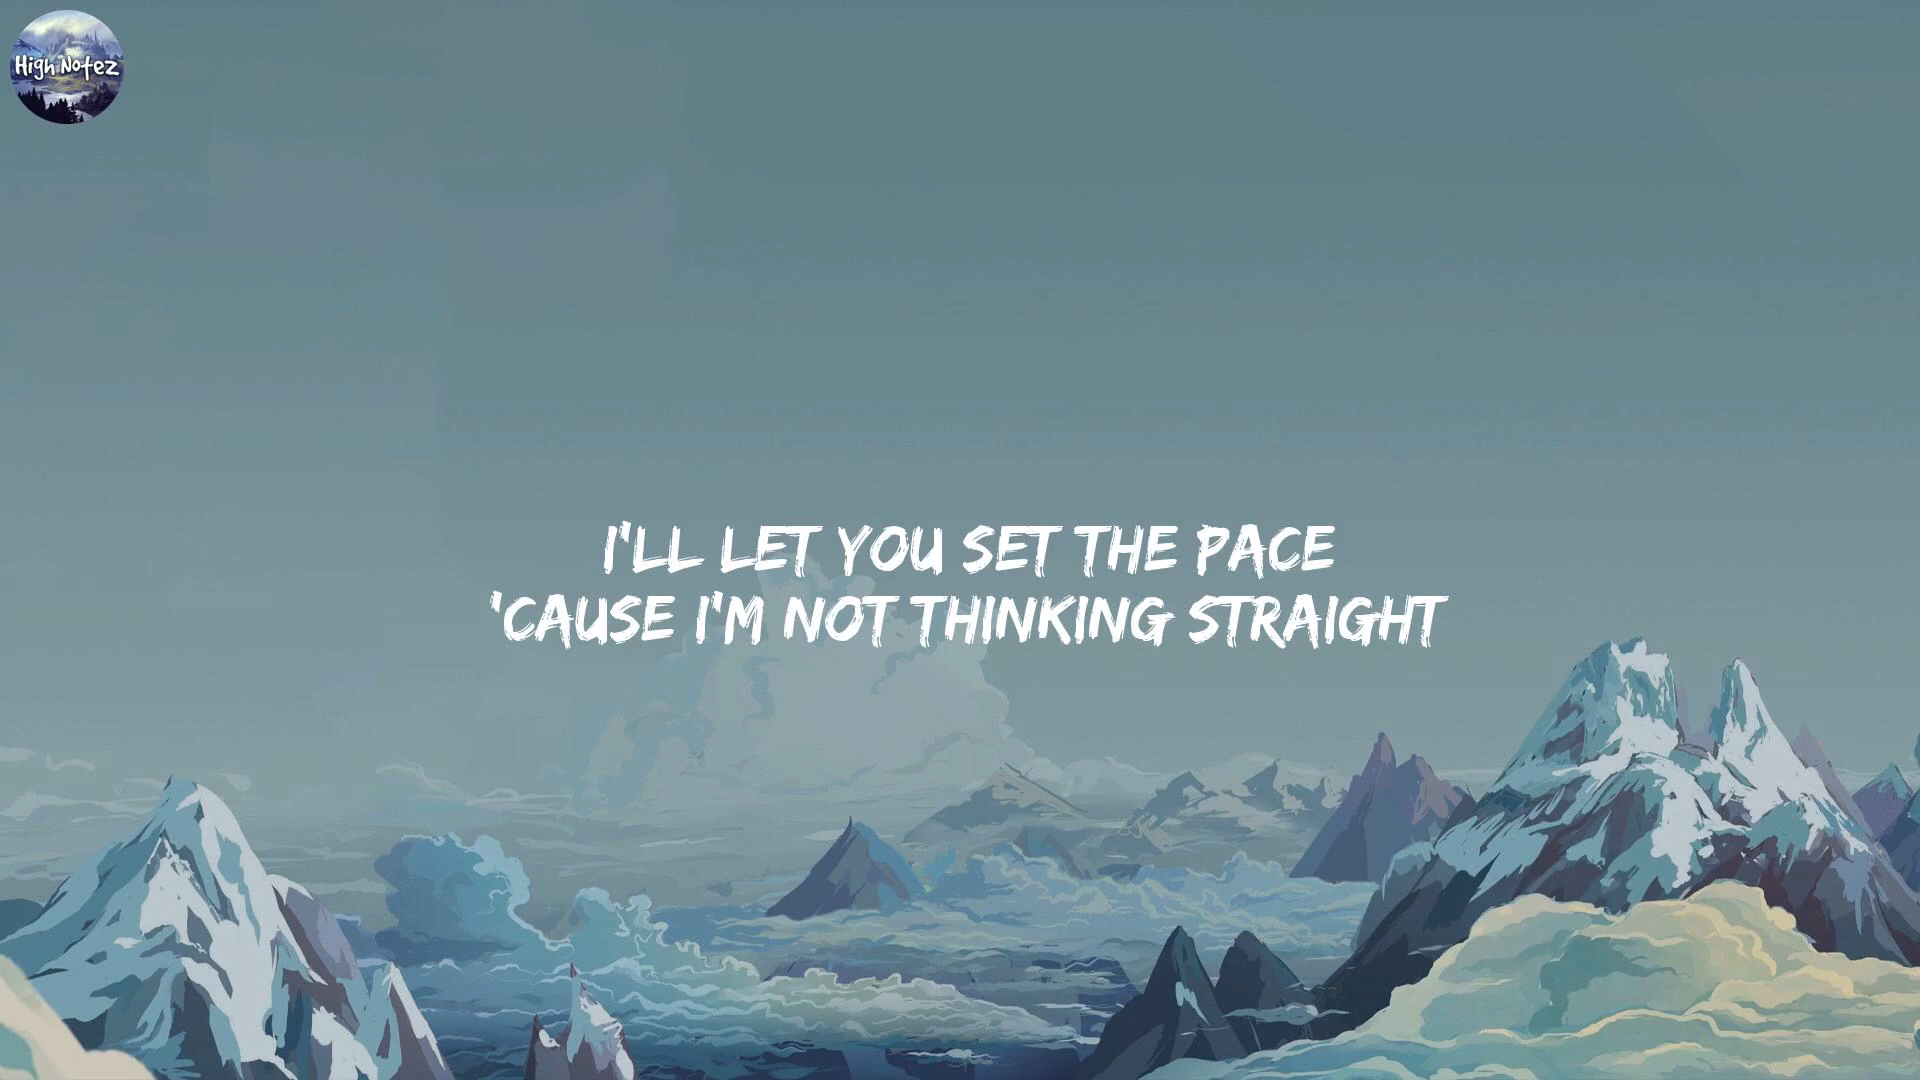 High Notez
I'LL LET YOU SET THE PACE
'CAUSE I'M NOT THINKING STRAIGHT